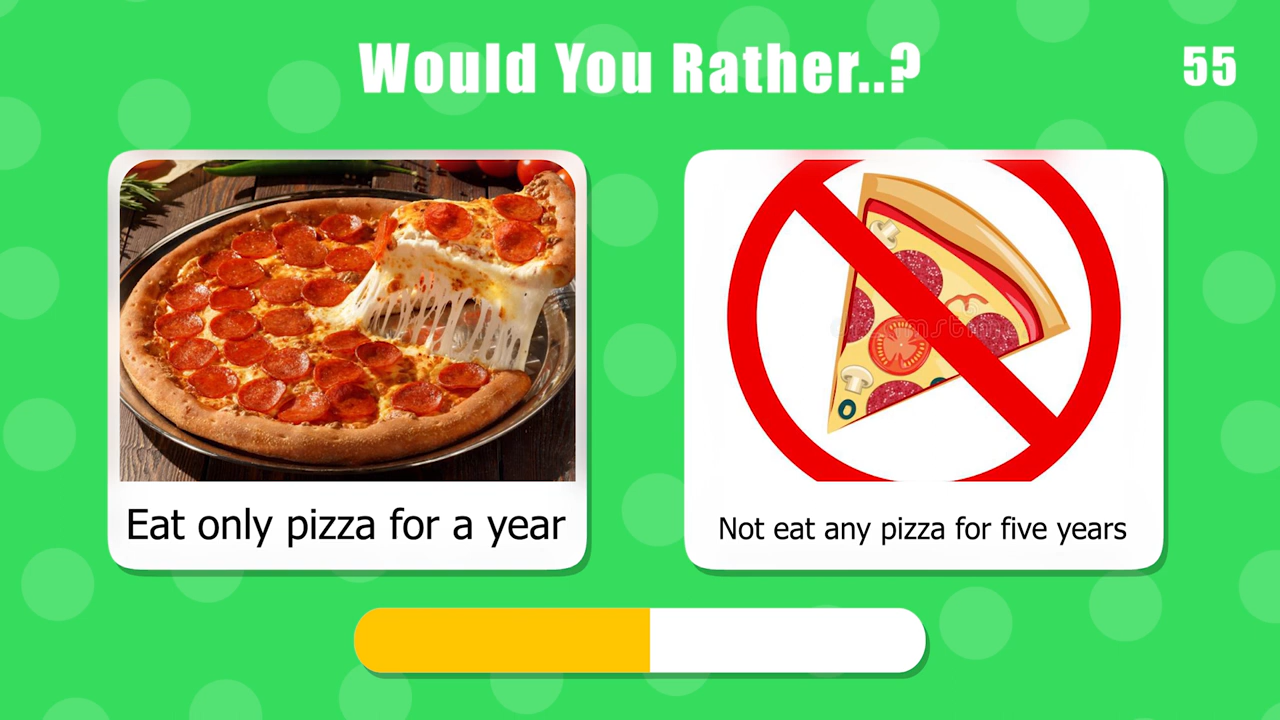 Would You Rather..?
55
Eat only pizza for a year
Not eat any pizza for five years